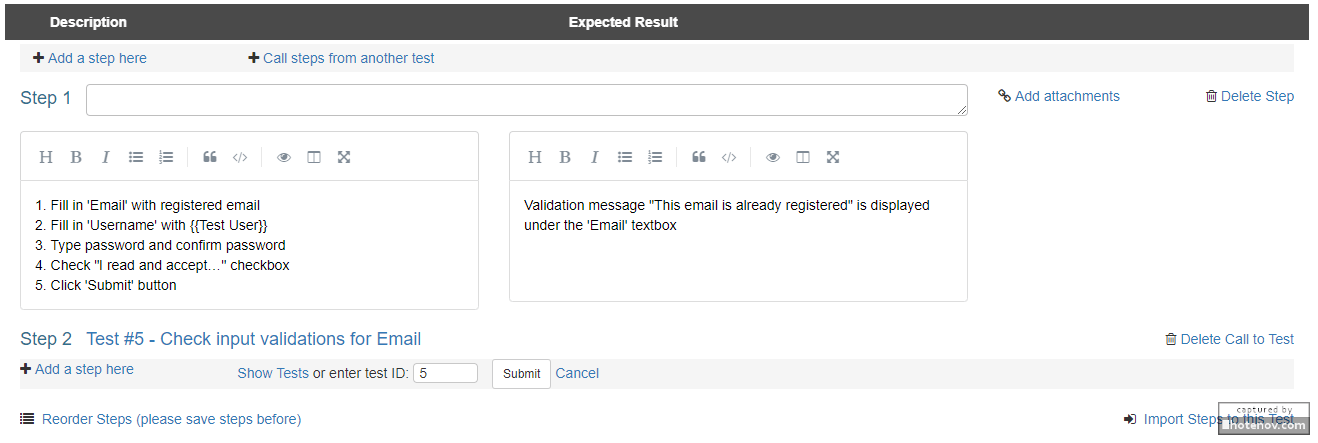 Description Expected Result
Add a step here Call steps from another test
Step 1 Add attachments Delete Step
H B I H B I
1. Fill in 'Email' with registered email
2. Fill in 'Username' with {{Test User}}
3. Type password and confirm password
4. Check "I read and accept…" checkbox
5. Click 'Submit' button
Validation message "This email is already registered" is displayed
under the 'Email' textbox
Step 2 Test #5 - Check input validations for Email Delete Call to Test
Add a step here Show Tests or enter test ID: 5 Submit Cancel
Reorder Steps (please save steps before) Import Steps to this Test
captured by